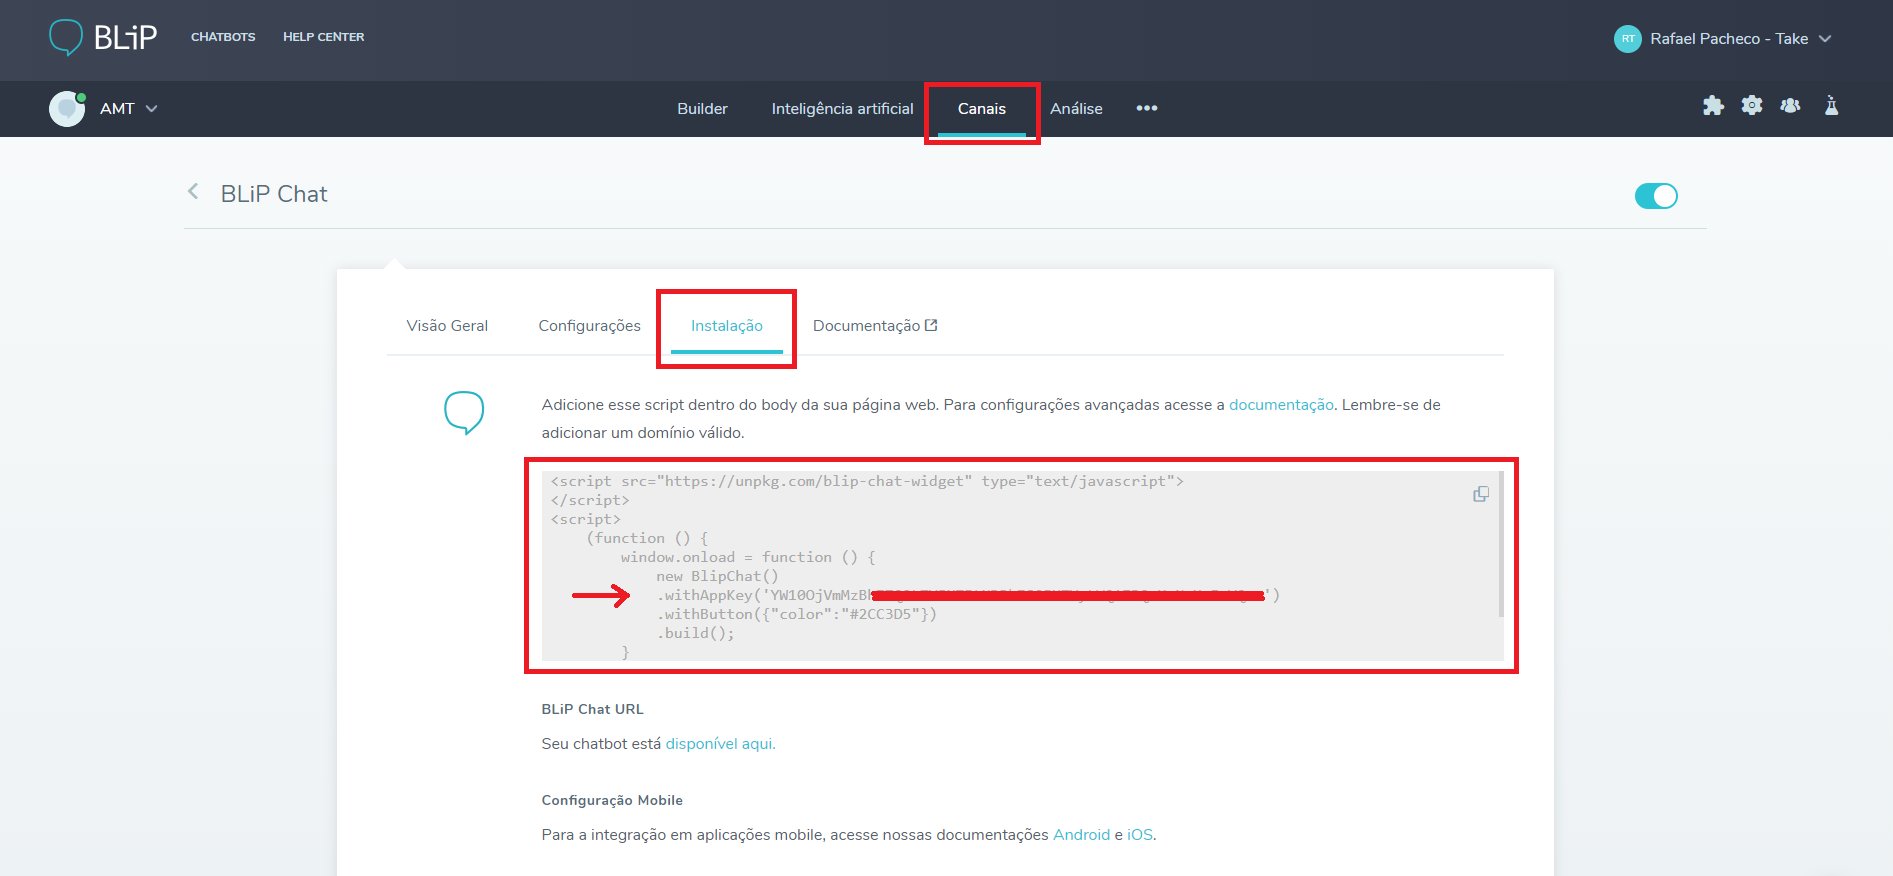 BLiP
CHATBOTS
HELP CENTER
RT
Rafael Pacheco - Take
AMT
Builder
Inteligência artificial
Canais
Análise
•••
BLiP Chat
Visão Geral
Configurações
Instalação
Documentação
Adicione esse script dentro do body da sua página web. Para configurações avançadas acesse a documentação. Lembre-se de
adicionar um domínio válido.
<script src="https://unpkg.com/blip-chat-widget" type="text/javascript">
</script>
<script>
(function () {
window.onload = function () {
new BlipChat()
.withAppKey('YW10OjVmMzBh ')
.withButton({"color":"#2CC3D5"})
.build();
}
BLiP Chat URL
Seu chatbot está disponível aqui.
Configuração Mobile
Para a integração em aplicações mobile, acesse nossas documentações Android e iOS.